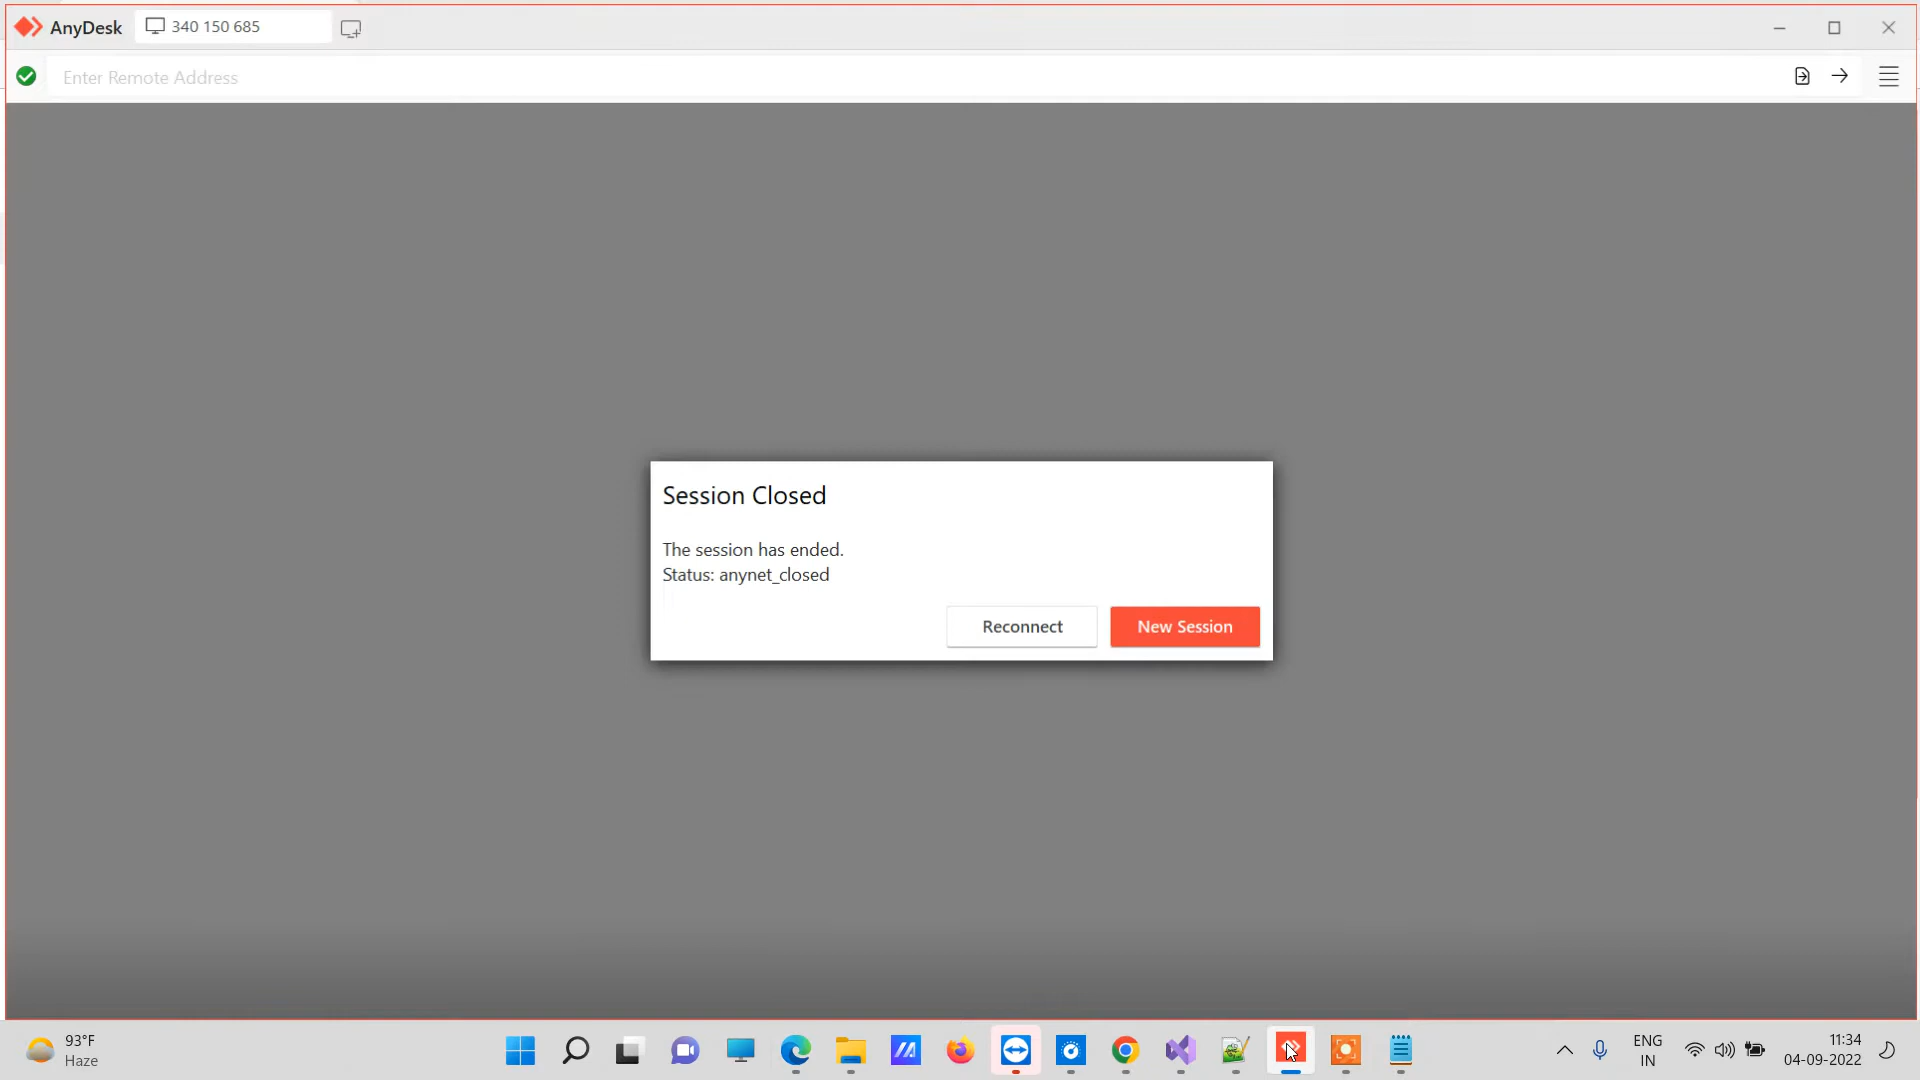 AnyDesk
340 150 685
Enter Remote Address
Session Closed
The session has ended.
Status: anynet_closed
Reconnect
New Session
93°F
Haze
ENG
IN
11:34
04-09-2022